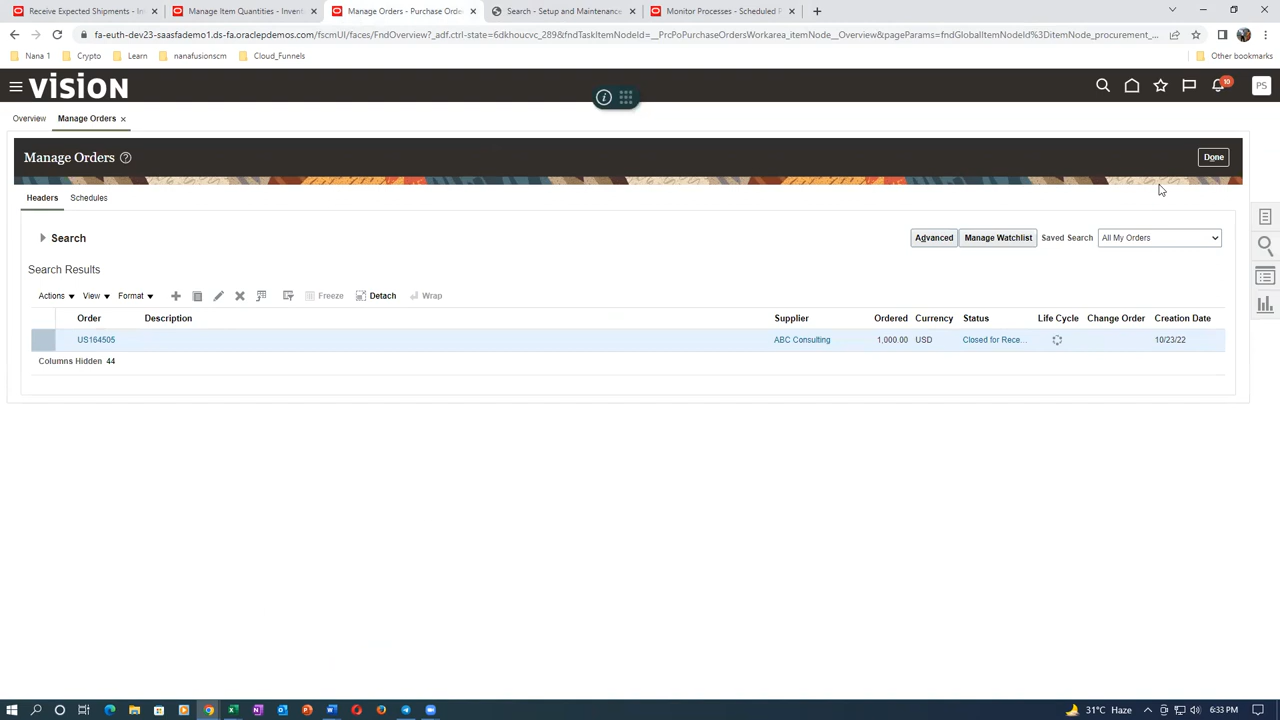 Receive Expected Shipments - In
Manage Item Quantities - Invent
Manage Orders - Purchase Orde
Search - Setup and Maintenance
Monitor Processes - Scheduled P
fa-euth-dev23-saasfademo1.ds-fa.oraclepdemos.com/fscmUI/faces/FndOverview?_adf.ctrl-state=6dkhoucvc_289&fndTaskItemNodeId=__PrcPoPurchaseOrdersWorkarea_itemNode__Overview&pageParams=fndGlobalItemNodeId%3DitemNode_procurement_...
Nana 1
Crypto
Learn
nanafusionscm
Cloud_Funnels
Other bookmarks
VISION
10
PS
Overview
Manage Orders
Manage Orders
Done
Headers
Schedules
Search
Advanced
Manage Watchlist
Saved Search
All My Orders
Search Results
Actions
View
Format
Freeze
Detach
Wrap
Order Description Supplier Ordered Currency Status Life Cycle Change Order Creation Date
US164505 ABC Consulting 1,000.00 USD Closed for Rece... 10/23/22
Columns Hidden 44
31°C Haze
6:33 PM